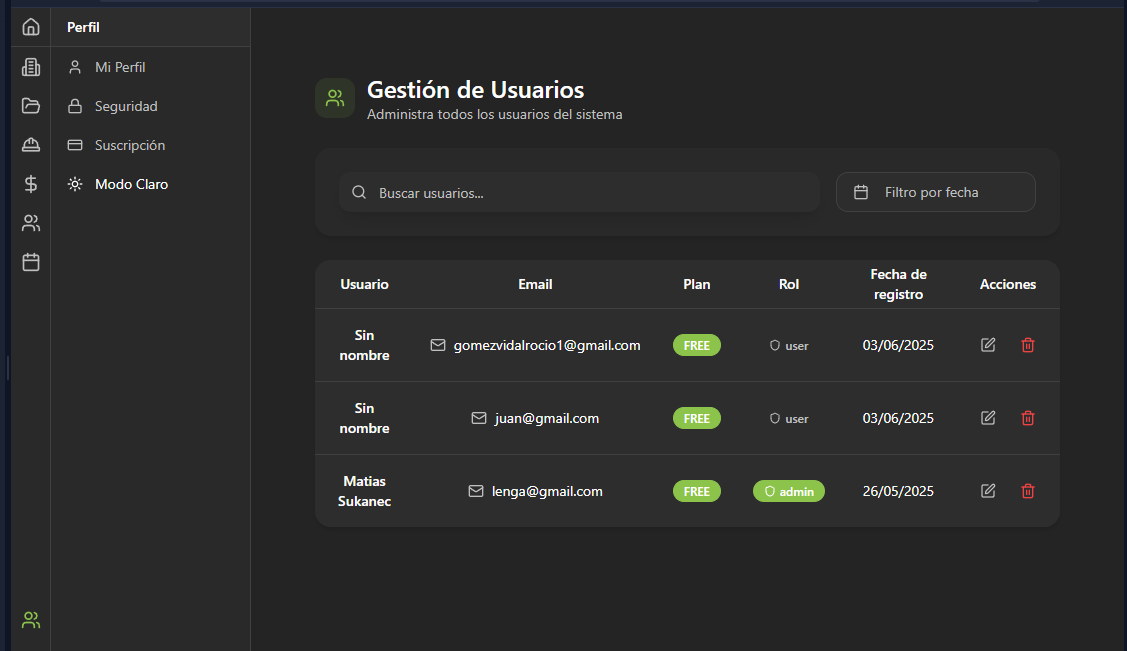 Perfil
Mi Perfil
Seguridad
Suscripción
Modo Claro
Gestión de Usuarios
Administra todos los usuarios del sistema
Buscar usuarios...
Filtro por fecha
Usuario Email Plan Rol Fecha de registro Acciones
Sin nombre gomezvidalrocio1@gmail.com FREE user 03/06/2025
Sin nombre juan@gmail.com FREE user 03/06/2025
Matias Sukanec lenga@gmail.com FREE admin 26/05/2025